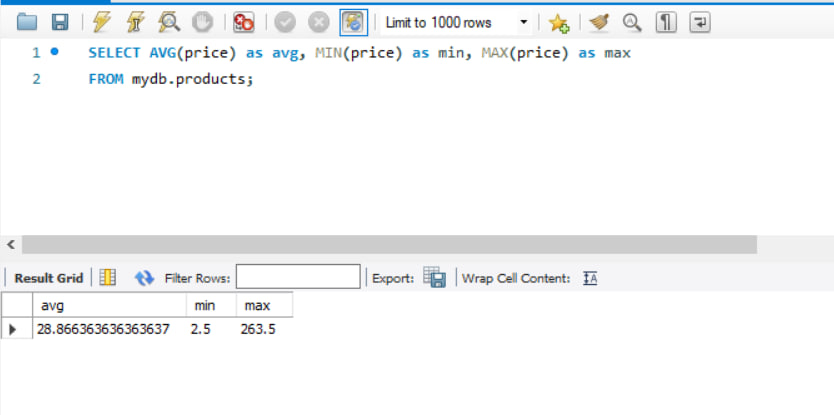 Limit to 1000 rows
1 SELECT AVG(price) as avg, MIN(price) as min, MAX(price) as max
2 FROM mydb.products;
Result Grid Filter Rows: Export: Wrap Cell Content: IA
avg min max
28.866363636363637 2.5 263.5